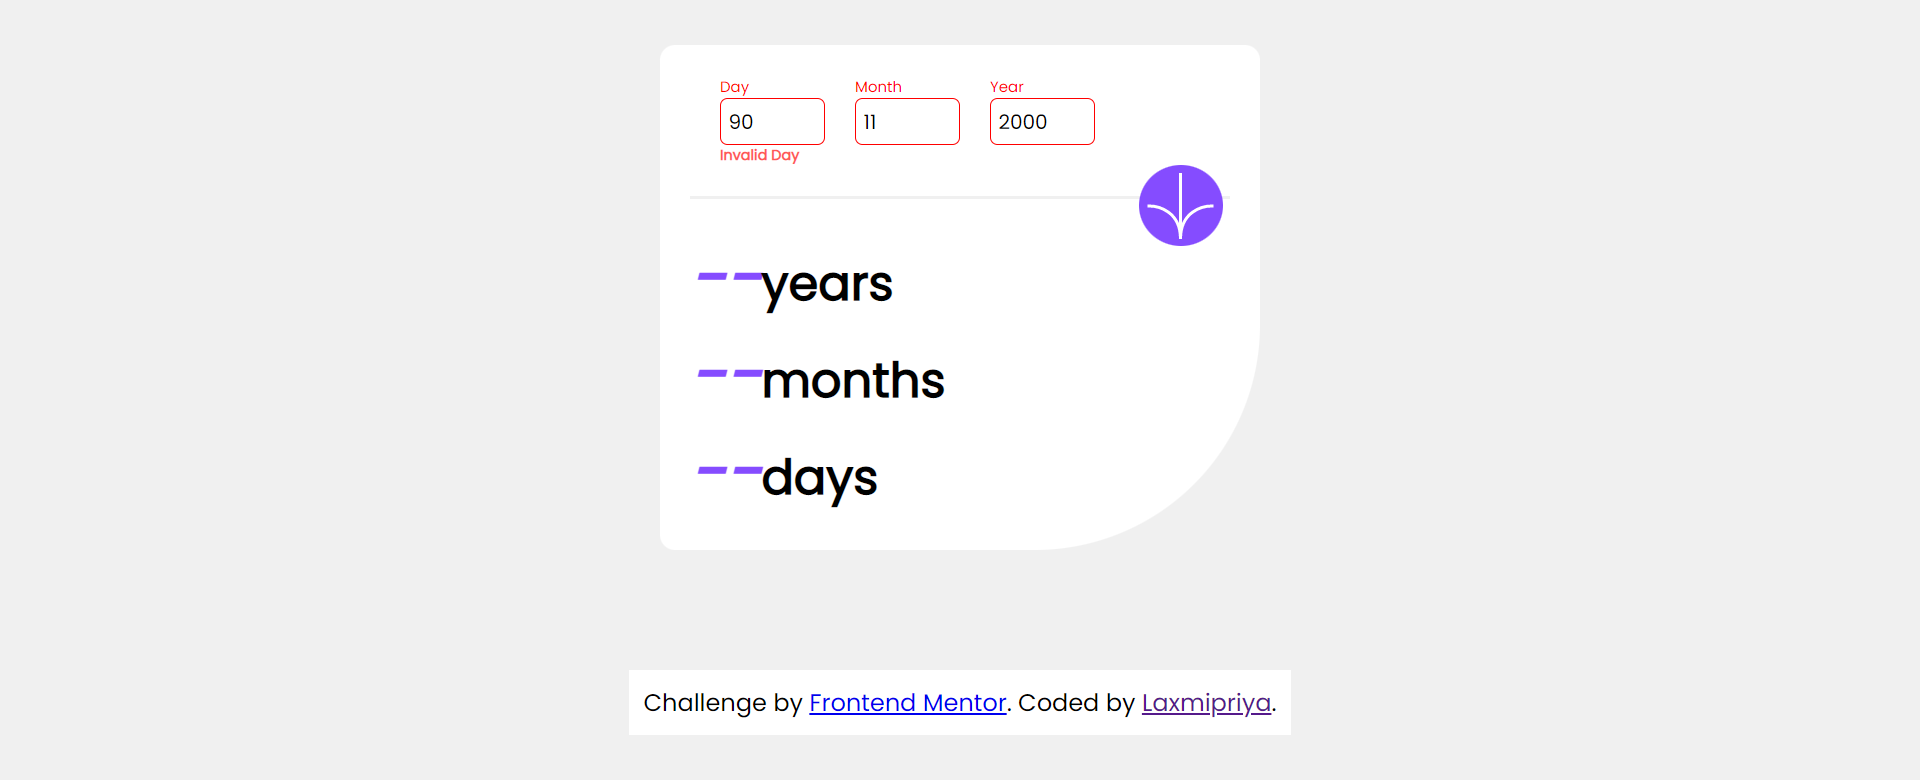 Day Month Year
90 11 2000
Invalid Day
--years
--months
--days
Challenge by Frontend Mentor. Coded by Laxmipriya.